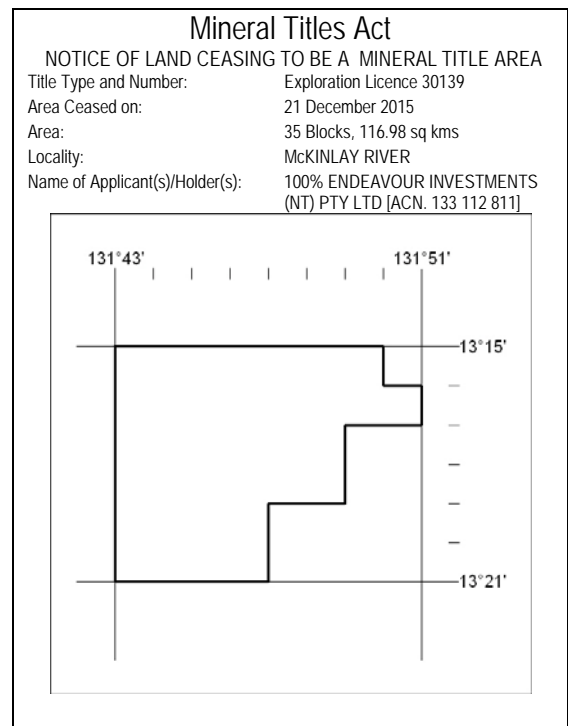 Mineral Titles Act
NOTICE OF LAND CEASING TO BE A MINERAL TITLE AREA
Title Type and Number: Exploration Licence 30139
Area Ceased on: 21 December 2015
Area: 35 Blocks, 116.98 sq kms
Locality: McKINLAY RIVER
Name of Applicant(s)/Holder(s): 100% ENDEAVOUR INVESTMENTS
(NT) PTY LTD [ACN. 133 112 811]
131°43' 131°51'
13°15'
13°21'